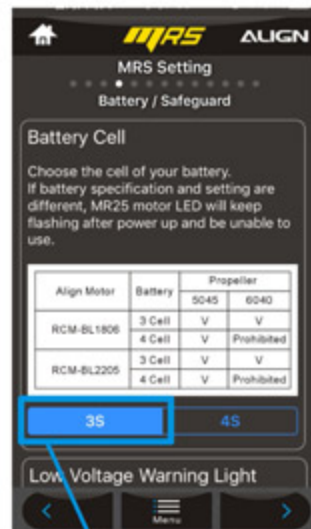 MRS ALIGN
MRS Setting
Battery / Safeguard
Battery Cell
Choose the cell of your battery.
If battery specification and setting are
different, MR25 motor LED will keep
flashing after power up and be unable to
use.
Align Motor Battery Propeller
5045 6040
RCM-BL1806 3 Cell V V
4 Cell V Prohibited
RCM-BL2205 3 Cell V V
4 Cell V Prohibited
3S 4S
Low Voltage Warning Light
Menu